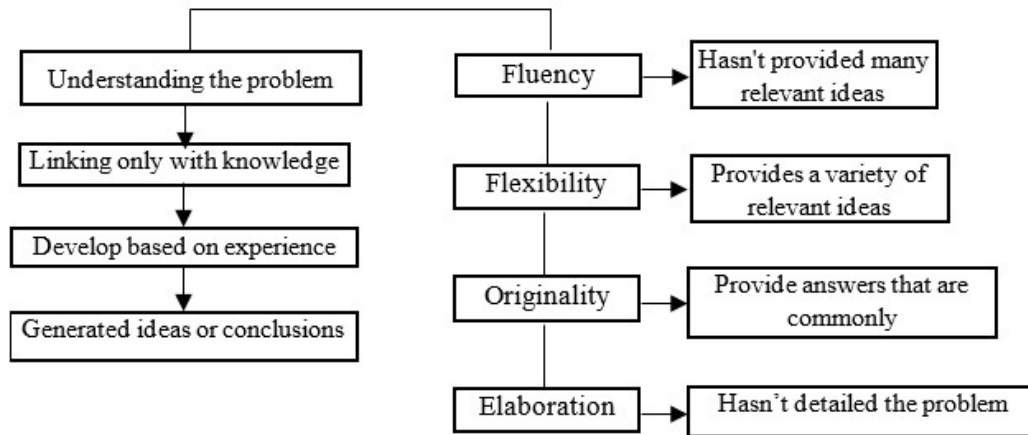 Understanding the problem
Linking only with knowledge
Develop based on experience
Generated ideas or conclusions
Fluency
Hasn't provided many
relevant ideas
Flexibility
Provides a variety of
relevant ideas
Originality
Provide answers that are
commonly
Elaboration
Hasn’t detailed the problem